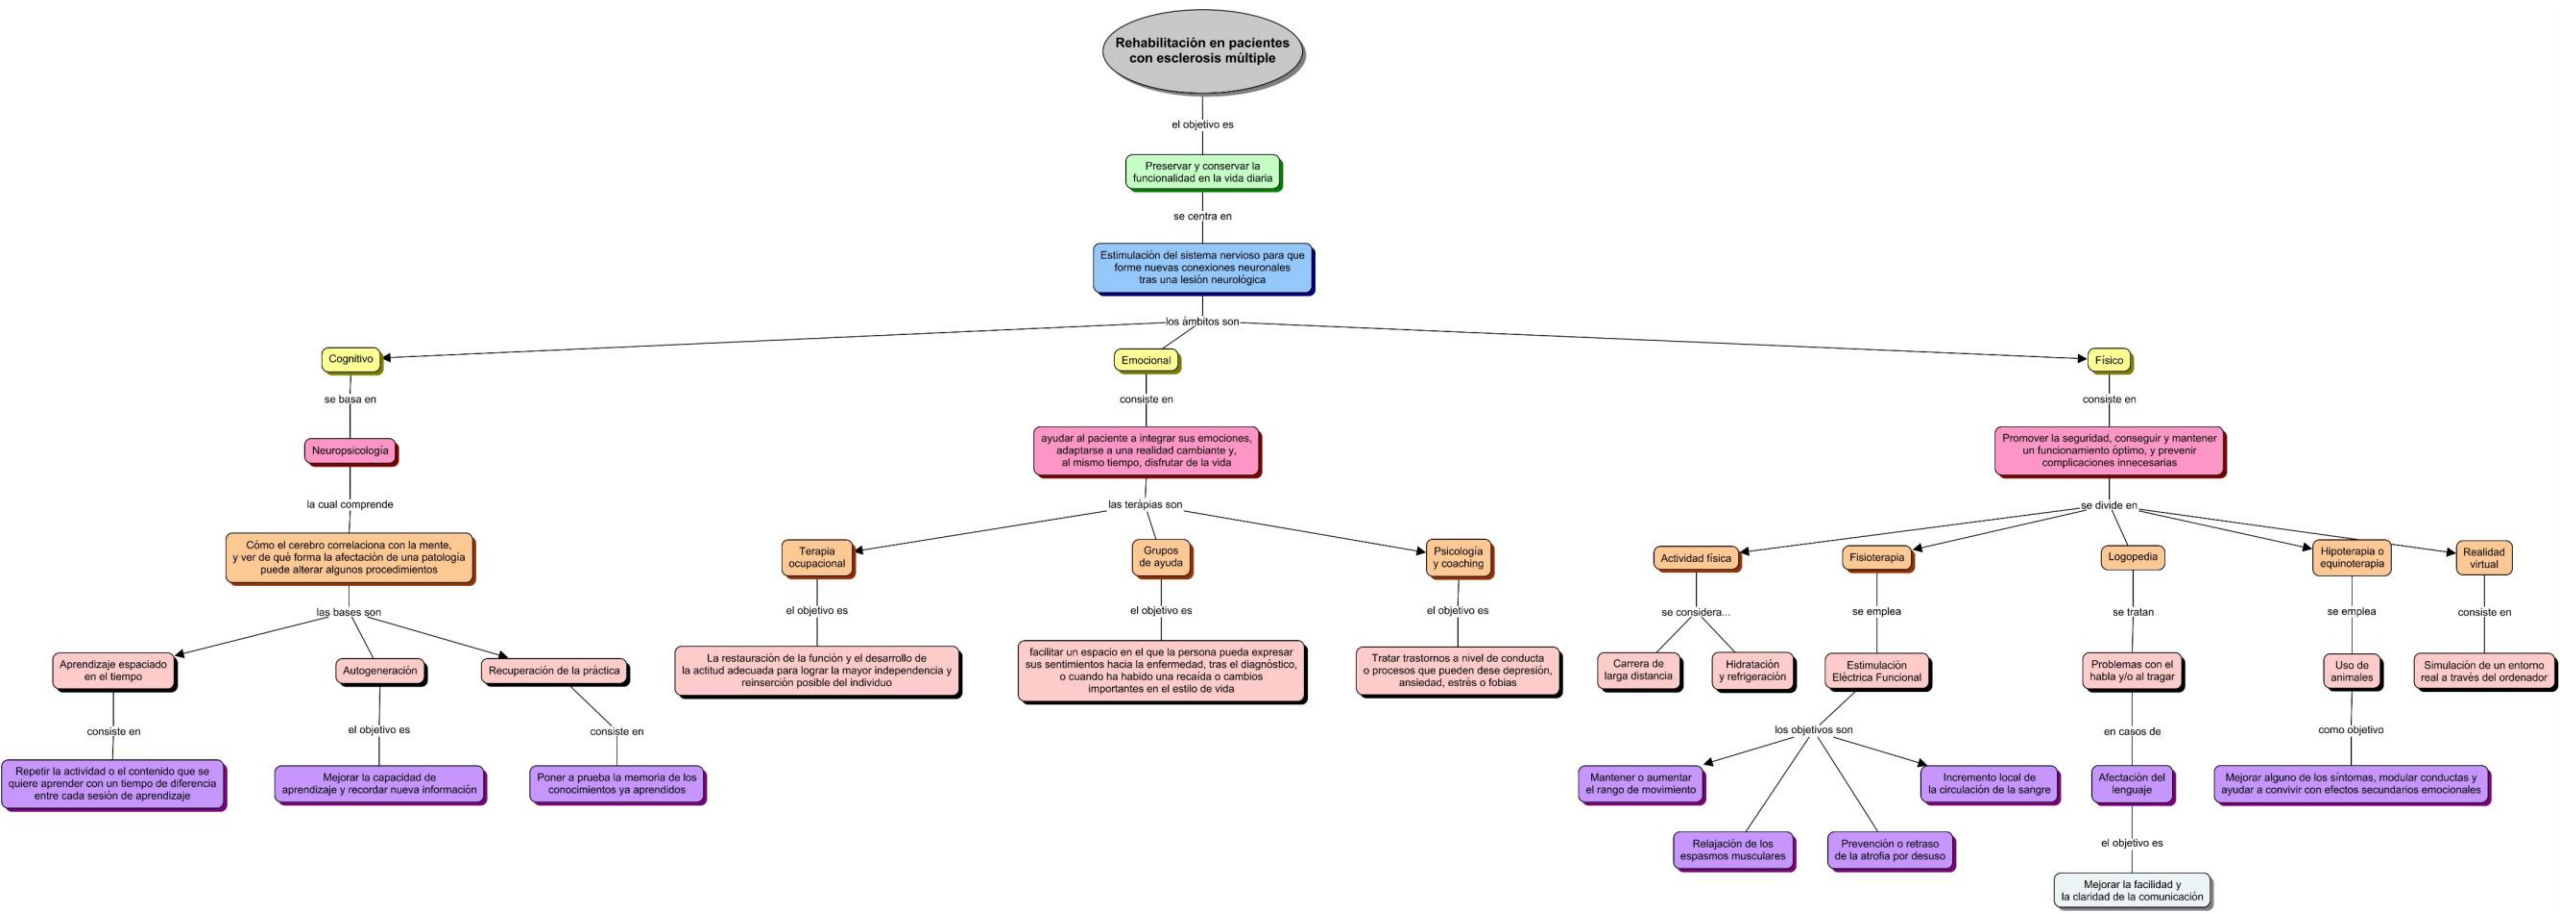 Rehabilitación en pacientes
con esclerosis múltiple
el objetivo es
Preservar y conservar la
funcionalidad en la vida diaria
se centra en
Estimulación del sistema nervioso para que
forme nuevas conexiones neuronales
tras una lesión neurológica
los ámbitos son
Cognitivo
se basa en
Neuropsicología
la cual comprende
Cómo el cerebro correlaciona con la mente,
y ver de qué forma la afectación de una patología
puede alterar algunos procedimientos
las bases son
Aprendizaje espaciado
en el tiempo
consiste en
Repetir la actividad o el contenido que se
quiere aprender con un tiempo de diferencia
entre cada sesión de aprendizaje
Autogeneración
el objetivo es
Mejorar la capacidad de
aprendizaje y recordar nueva información
Recuperación de la práctica
consiste en
Poner a prueba la memoria de los
conocimientos ya aprendidos
Emocional
consiste en
ayudar al paciente a integrar sus emociones,
adaptarse a una realidad cambiante y,
al mismo tiempo, disfrutar de la vida
las terápias son
Terapia
ocupacional
el objetivo es
La restauración de la función y el desarrollo de
la actitud adecuada para lograr la mayor independencia y
reinserción posible del individuo
Grupos
de ayuda
el objetivo es
facilitar un espacio en el que la persona pueda expresar
sus sentimientos hacia la enfermedad, tras el diagnóstico,
o cuando ha habido una recaída o cambios
importantes en el estilo de vida
Psicología
y coaching
el objetivo es
Tratar trastornos a nivel de conducta
o procesos que pueden dese depresión,
ansiedad, estrés o fobias
Físico
consiste en
Promover la seguridad, conseguir y mantener
un funcionamiento óptimo, y prevenir
complicaciones innecesarias
se divide en
Actividad física
se considera...
Carrera de
larga distancia
Hidratación
y refrigeración
Fisioterapia
se emplea
Estimulación
Eléctrica Funcional
los objetivos son
Mantener o aumentar
el rango de movimiento
Relajación de los
espasmos musculares
Prevención o retraso
de la atrofia por desuso
Incremento local de
la circulación de la sangre
Logopedia
se tratan
Problemas con el
habla y/o al tragar
en casos de
Afectación del
lenguaje
el objetivo es
Mejorar la facilidad y
la claridad de la comunicación
Hipoterapia o
equinoterapia
se emplea
Uso de
animales
como objetivo
Mejorar alguno de los síntomas, modular conductas y
ayudar a convivir con efectos secundarios emocionales
Realidad
virtual
consiste en
Simulación de un entorno
real a través del ordenador